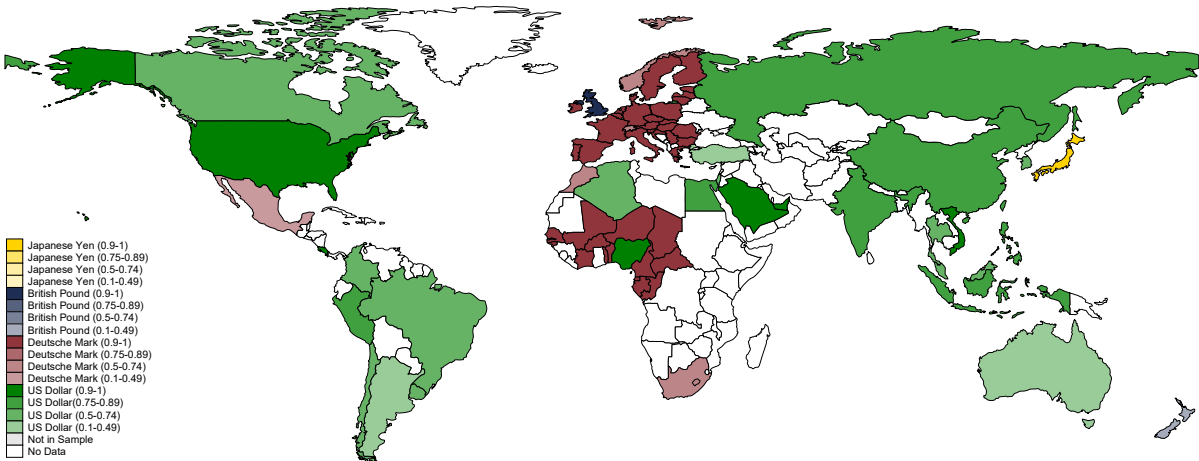 Japanese Yen (0.9-1)
Japanese Yen (0.75-0.89)
Japanese Yen (0.5-0.74)
Japanese Yen (0.1-0.49)
British Pound (0.9-1)
British Pound (0.75-0.89)
British Pound (0.5-0.74)
British Pound (0.1-0.49)
Deutsche Mark (0.9-1)
Deutsche Mark (0.75-0.89)
Deutsche Mark (0.5-0.74)
Deutsche Mark (0.1-0.49)
US Dollar (0.9-1)
US Dollar(0.75-0.89)
US Dollar (0.5-0.74)
US Dollar (0.1-0.49)
Not in Sample
No Data